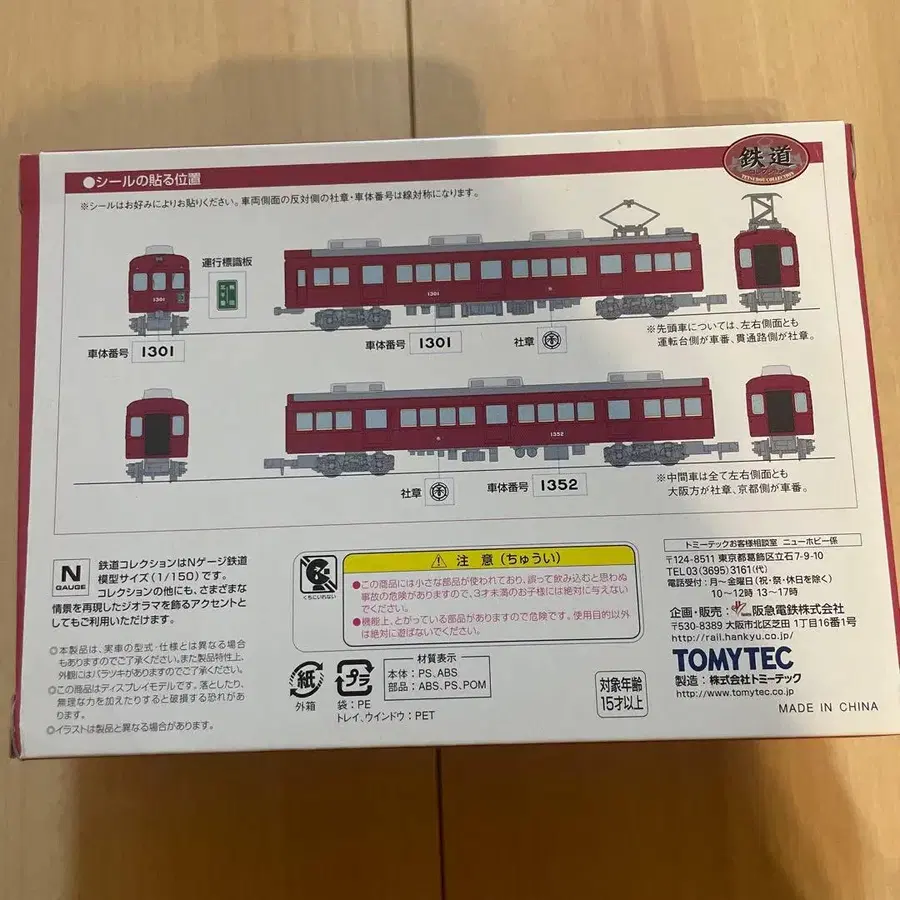 鉄道
コレクション
TETSUDOU COLLECTION
●シールの貼る位置
※シールはお好みによりお貼りください。車両側面の反対側の社章・車体番号は線対称になります。
運行標識板
1301
1301
車体番号 1301
車体番号 1301
社章
※先頭車については、左右側面とも
運転台側が車番、貫通路側が社章。
1352
社章
車体番号 1352
※中間車は全て左右側面とも
大阪方が社章、京都側が車番。
N
GAUGE
鉄道コレクションはNゲージ鉄道
模型サイズ(1/150)です。
コレクションの他にも、さまざまな
情景を再現したジオラマを飾るアクセントと
してもご利用いただけます。
◎本製品は、実車の型式・仕様とは異なる場合
もありますのでご了承ください。また製品特性上、
外観にはバラツキがありますのでご了承ください。
◎この商品はディスプレイモデルです。落としたり、
無理な力を加えたりすると破損する恐れがあ
ります。
◎イラストは製品と異なる場合があります。
くちにいれない
注意(ちゅうい)
●この商品には小さな部品が使われており、誤って飲み込むと思わぬ
事故の危険がありますので、3才未満のお子様には絶対に与えない
でください。
●機能上、とがっている部品がありますので危険です。使用目的以外
は絶対に遊ばないでください。
紙
外箱
プラ
袋:PE
トレイ、ウインドウ:PET
材質表示
本体:PS、ABS
部品:ABS、PS、POM
対象年齢
15才以上
トミーテックお客様相談室 ニューホビー係
〒124-8511 東京都葛飾区立石7-9-10
TEL03(3695)3161(代)
電話受付:月〜金曜日(祝・祭・休日を除く)
10〜12時 13〜17時
企画・販売: 阪急電鉄株式会社
〒530-8389 大阪市北区芝田1丁目16番1号
http://rail.hankyu.co.jp/
TOMYTEC
製造:株式会社トミーテック
http://www.tomytec.co.jp
MADE IN CHINA